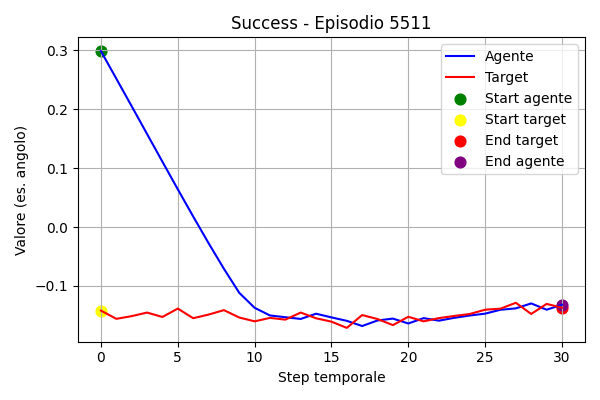 Success - Episodio 5511
Valore (es. angolo)
0.3
0.2
0.1
0.0
−0.1
Agente
Target
Start agente
Start target
End target
End agente
0 5 10 15 20 25 30
Step temporale